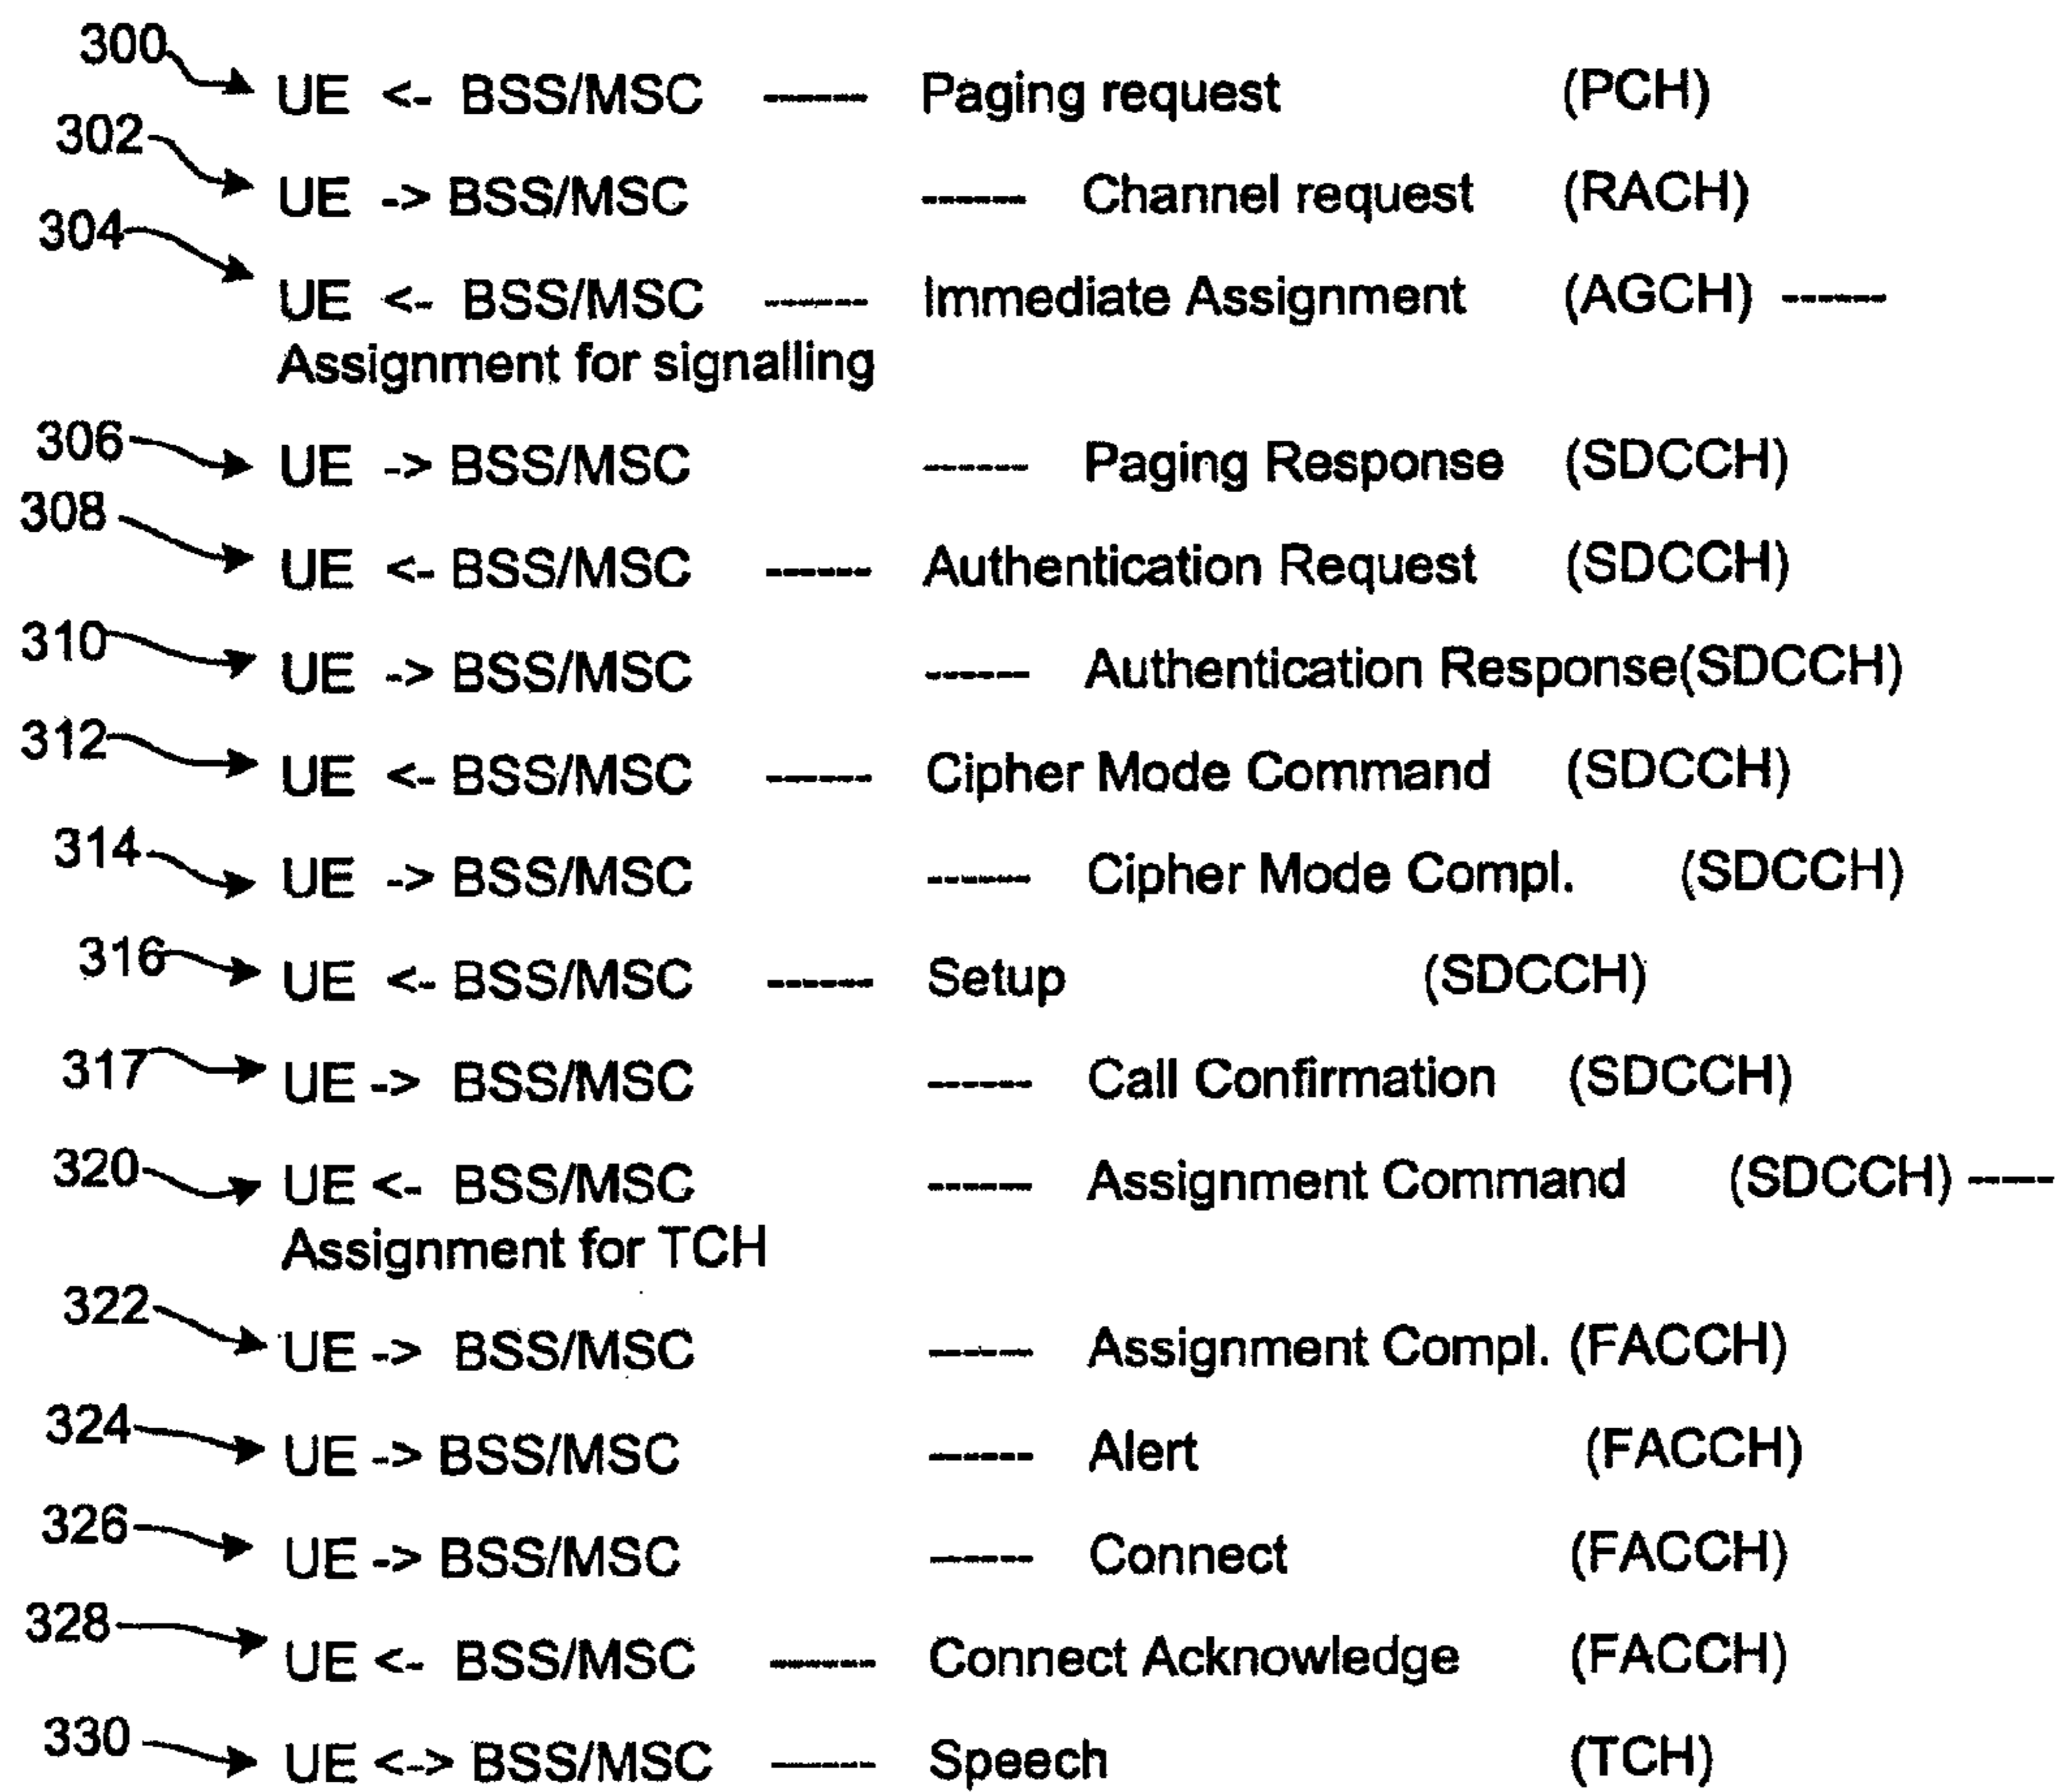 300 UE <- BSS/MSC ----- Paging request (PCH)
302 UE -> BSS/MSC ------ Channel request (RACH)
304 UE <- BSS/MSC ------ Immediate Assignment (AGCH) ------
Assignment for signalling
306 UE -> BSS/MSC ------ Paging Response (SDCCH)
308 UE <- BSS/MSC ------ Authentication Request (SDCCH)
310 UE -> BSS/MSC ------ Authentication Response(SDCCH)
312 UE <- BSS/MSC ------ Cipher Mode Command (SDCCH)
314 UE -> BSS/MSC ------ Cipher Mode Compl. (SDCCH)
316 UE <- BSS/MSC ------ Setup (SDCCH)
317 UE -> BSS/MSC ------ Call Confirmation (SDCCH)
320 UE <- BSS/MSC ------ Assignment Command (SDCCH) -----
Assignment for TCH
322 UE -> BSS/MSC ------ Assignment Compl. (FACCH)
324 UE -> BSS/MSC ------ Alert (FACCH)
326 UE -> BSS/MSC ------ Connect (FACCH)
328 UE <- BSS/MSC ------ Connect Acknowledge (FACCH)
330 UE <-> BSS/MSC ------ Speech (TCH)